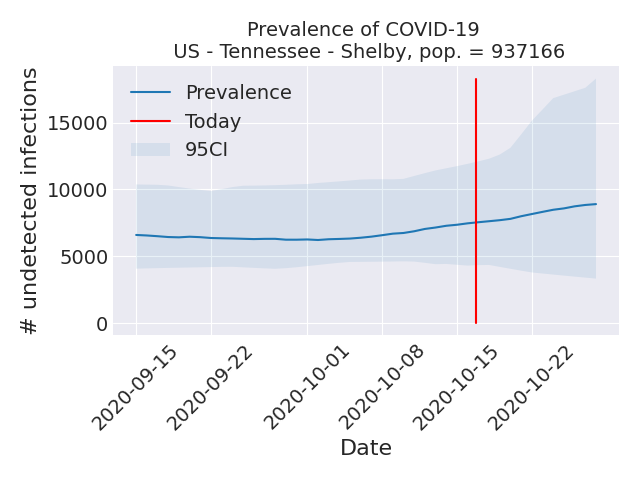 Prevalence of COVID-19
US - Tennessee - Shelby, pop. = 937166
# undetected infections
15000
10000
5000
0
Prevalence
Today
95CI
2020-09-15
2020-09-22
2020-10-01
2020-10-08
2020-10-15
2020-10-22
Date